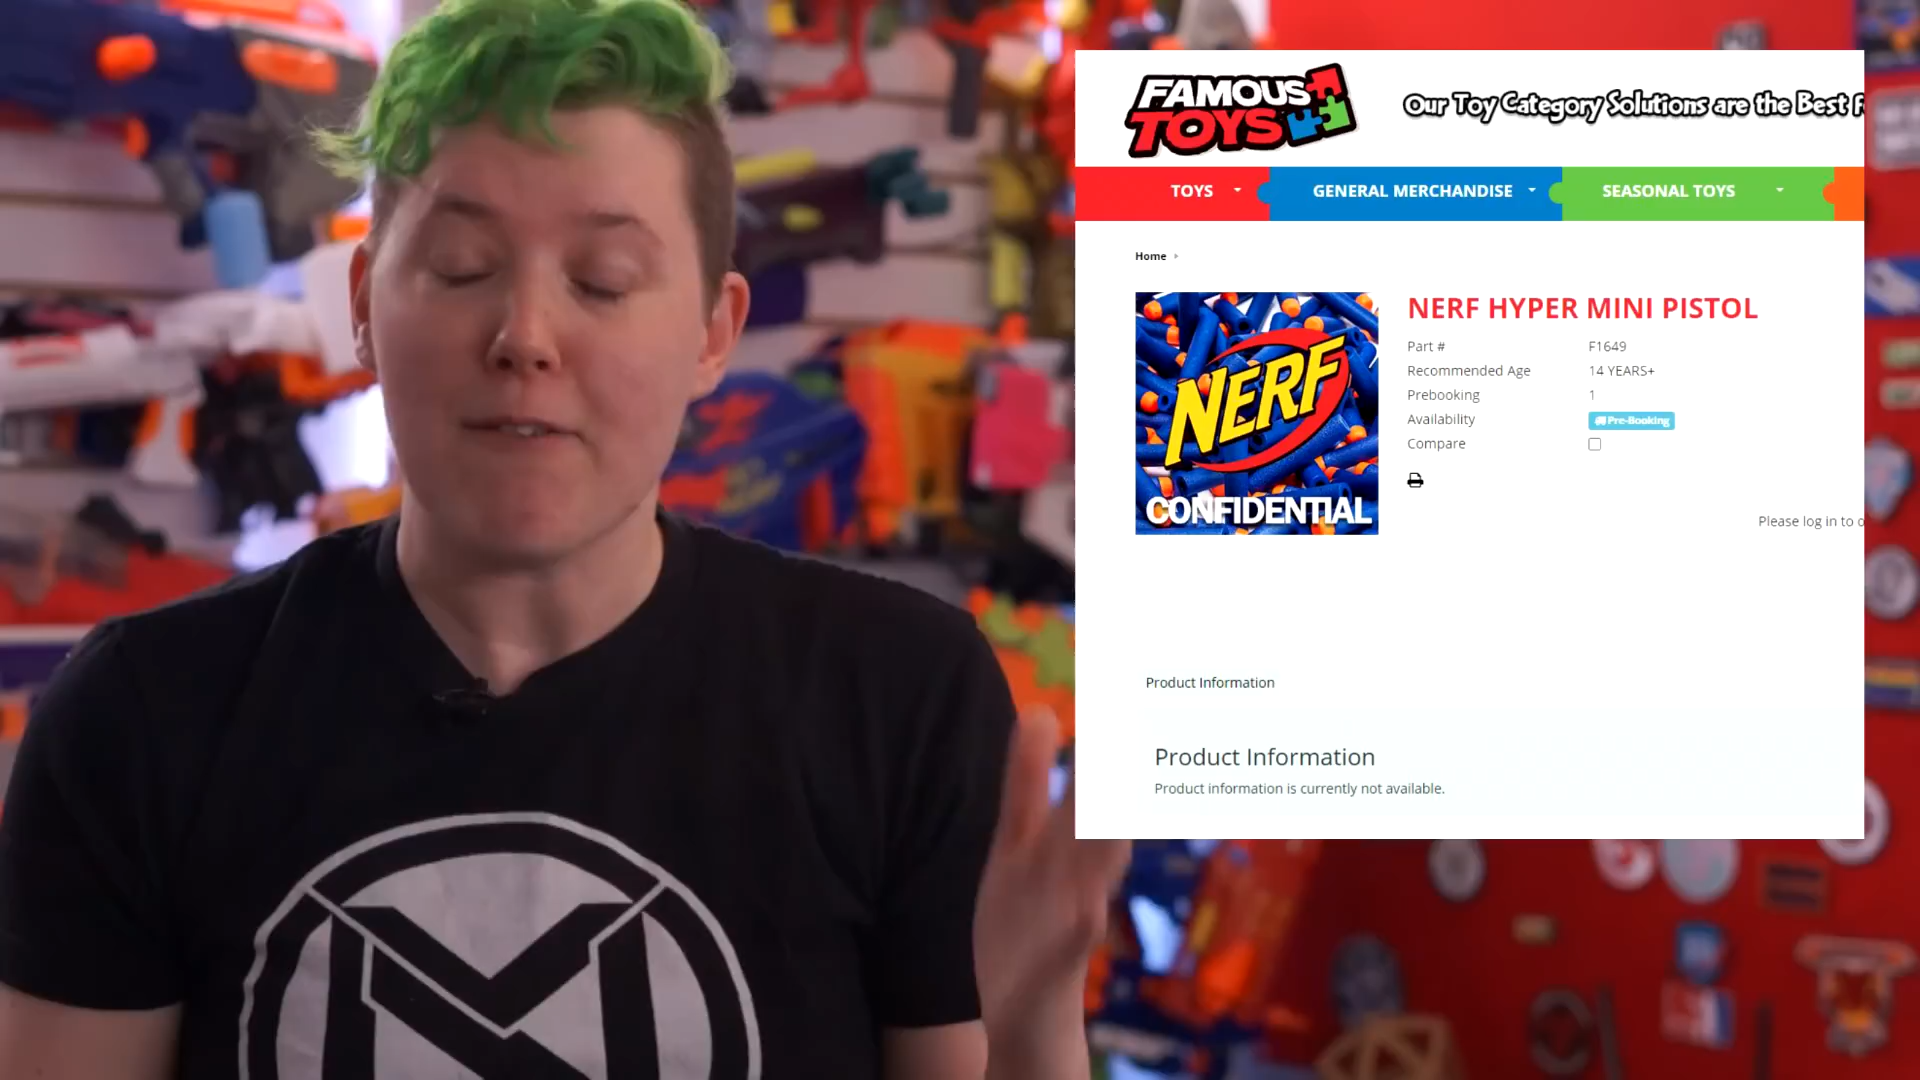 FAMOUS
TOYS
Our Toy Category Solutions are the Best F
TOYS
GENERAL MERCHANDISE
SEASONAL TOYS
Home
NERF
CONFIDENTIAL
NERF HYPER MINI PISTOL
Part # F1649
Recommended Age 14 YEARS+
Prebooking 1
Availability Pre-Booking
Compare
Please log in to o
Product Information
Product Information
Product information is currently not available.